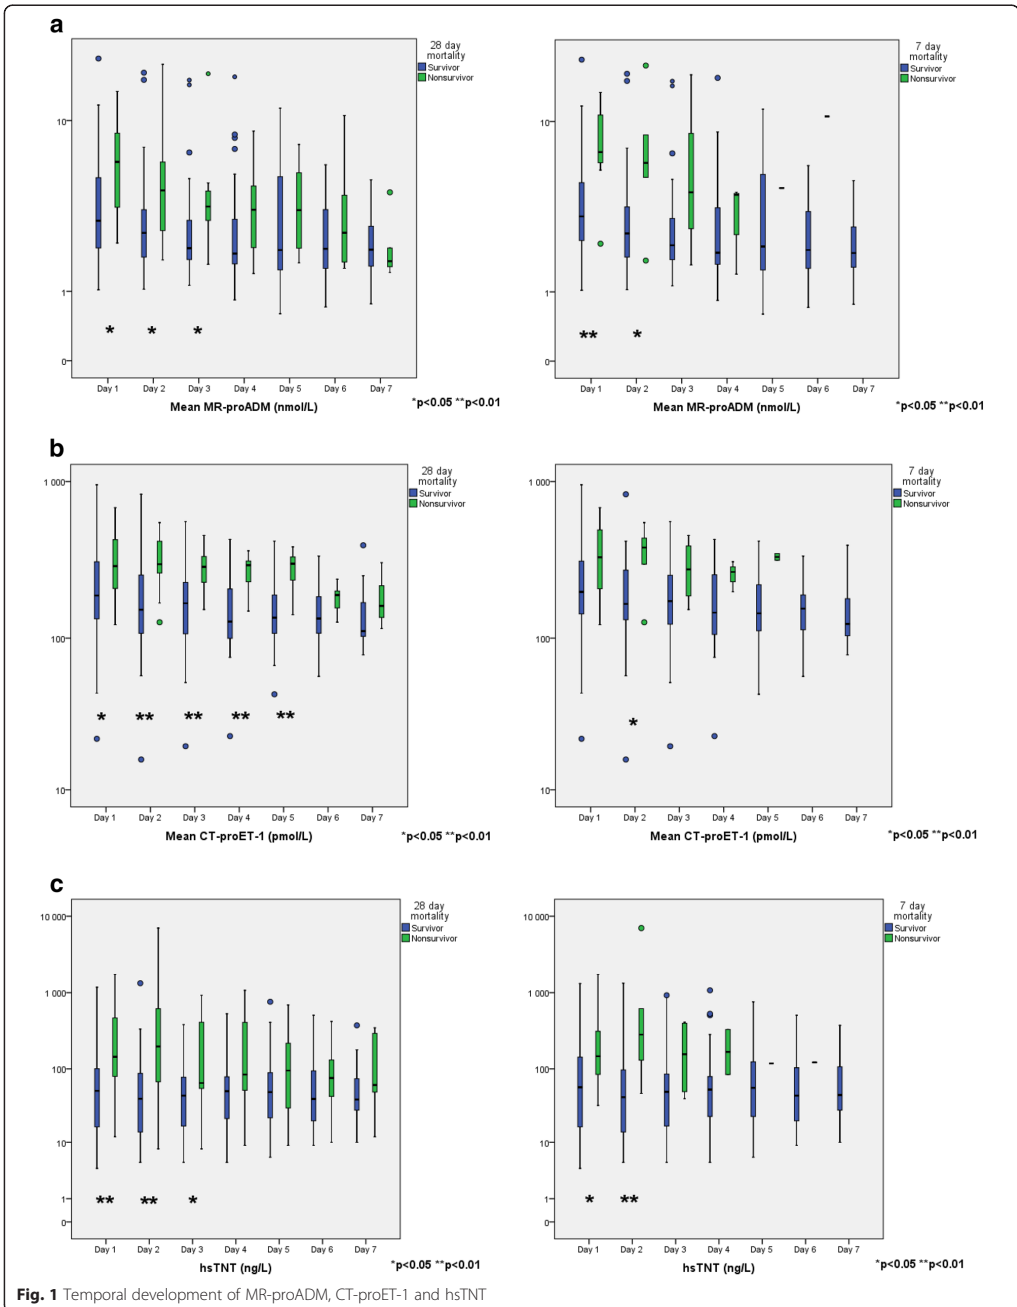 a
28 day
mortality
Survivor
Nonsurvivor
10
1
0
* * *
Day 1 Day 2 Day 3 Day 4 Day 5 Day 6 Day 7
Mean MR-proADM (nmol/L)
*p<0.05 **p<0.01
7 day
mortality
Survivor
Nonsurvivor
10
1
0
** *
Day 1 Day 2 Day 3 Day 4 Day 5 Day 6 Day 7
Mean MR-proADM (nmol/L)
*p<0.05 **p<0.01
b
28 day
mortality
Survivor
Nonsurvivor
1 000
100
10
* ** ** ** **
Day 1 Day 2 Day 3 Day 4 Day 5 Day 6 Day 7
Mean CT-proET-1 (pmol/L)
*p<0.05 **p<0.01
7 day
mortality
Survivor
Nonsurvivor
1 000
100
10
*
Day 1 Day 2 Day 3 Day 4 Day 5 Day 6 Day 7
Mean CT-proET-1 (pmol/L)
*p<0.05 **p<0.01
c
28 day
mortality
Survivor
Nonsurvivor
10 000
1 000
100
10
1
0
** ** *
Day 1 Day 2 Day 3 Day 4 Day 5 Day 6 Day 7
hsTNT (ng/L)
*p<0.05 **p<0.01
7 day
mortality
Survivor
Nonsurvivor
10 000
1 000
100
10
1
0
* **
Day 1 Day 2 Day 3 Day 4 Day 5 Day 6 Day 7
hsTNT (ng/L)
*p<0.05 **p<0.01
Fig. 1 Temporal development of MR-proADM, CT-proET-1 and hsTNT